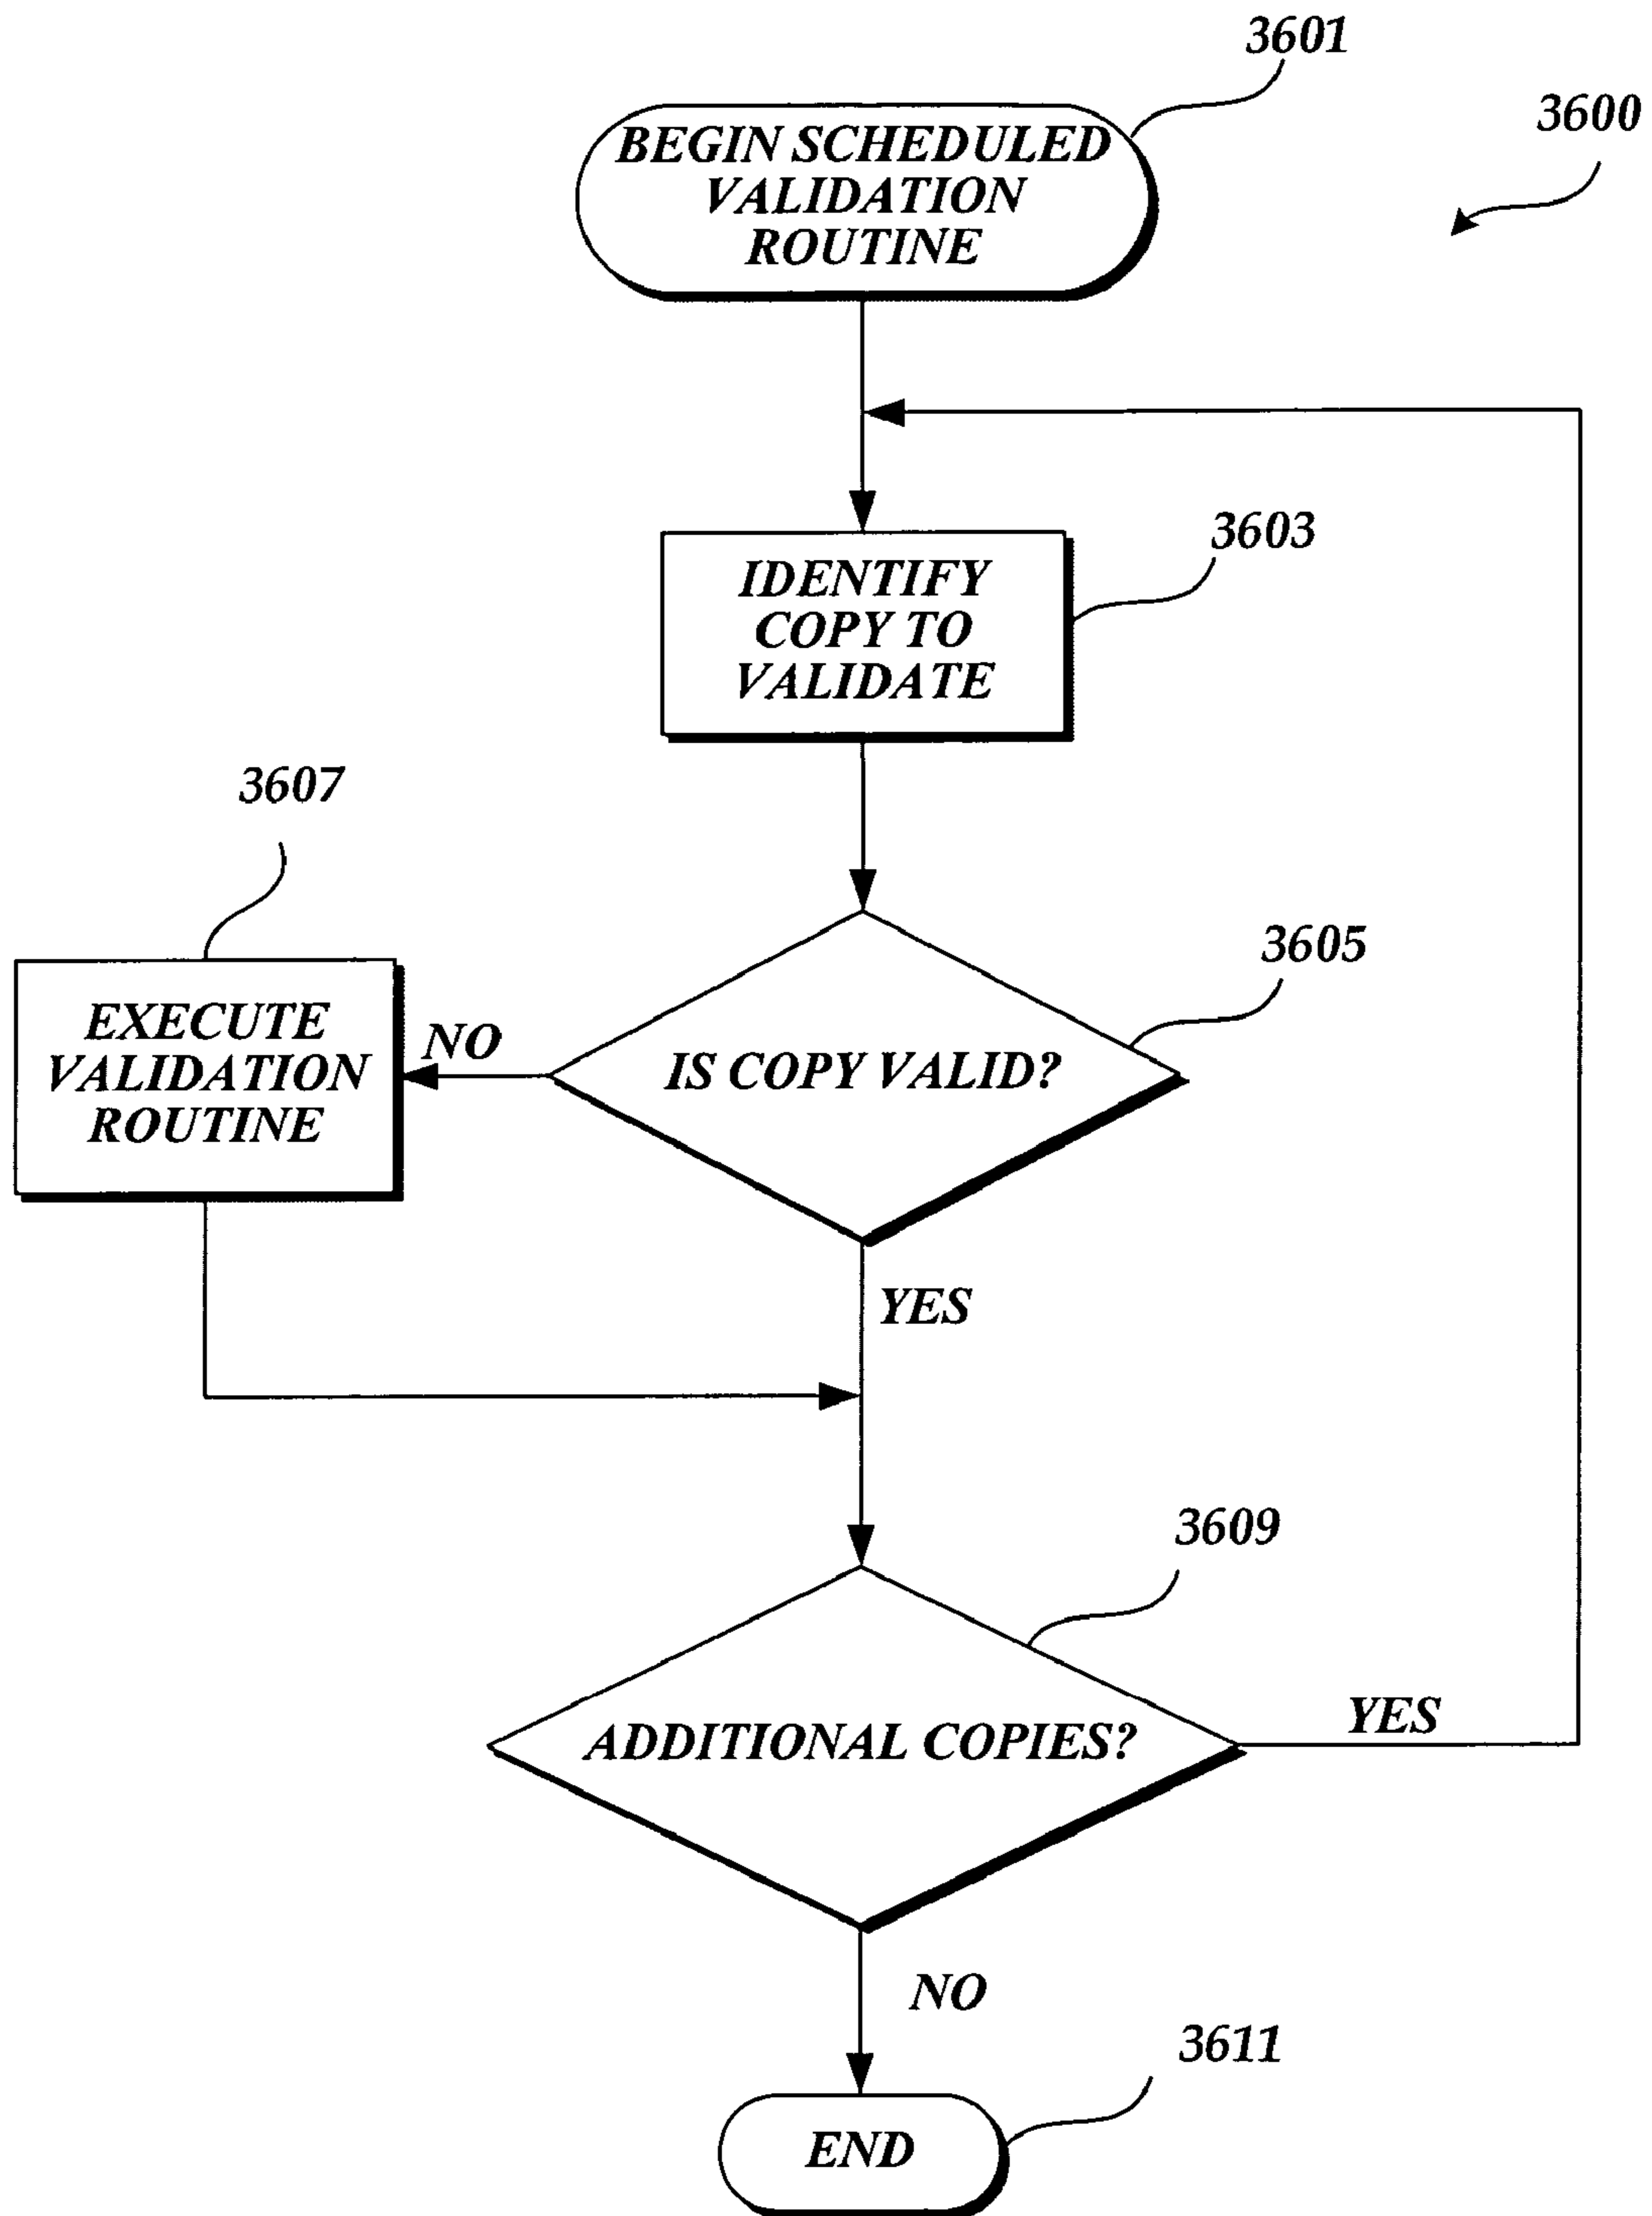 3601
3600
BEGIN SCHEDULED
VALIDATION
ROUTINE
3603
IDENTIFY
COPY TO
VALIDATE
3607
3605
EXECUTE
VALIDATION
ROUTINE
NO
IS COPY VALID?
YES
3609
ADDITIONAL COPIES?
YES
NO
3611
END